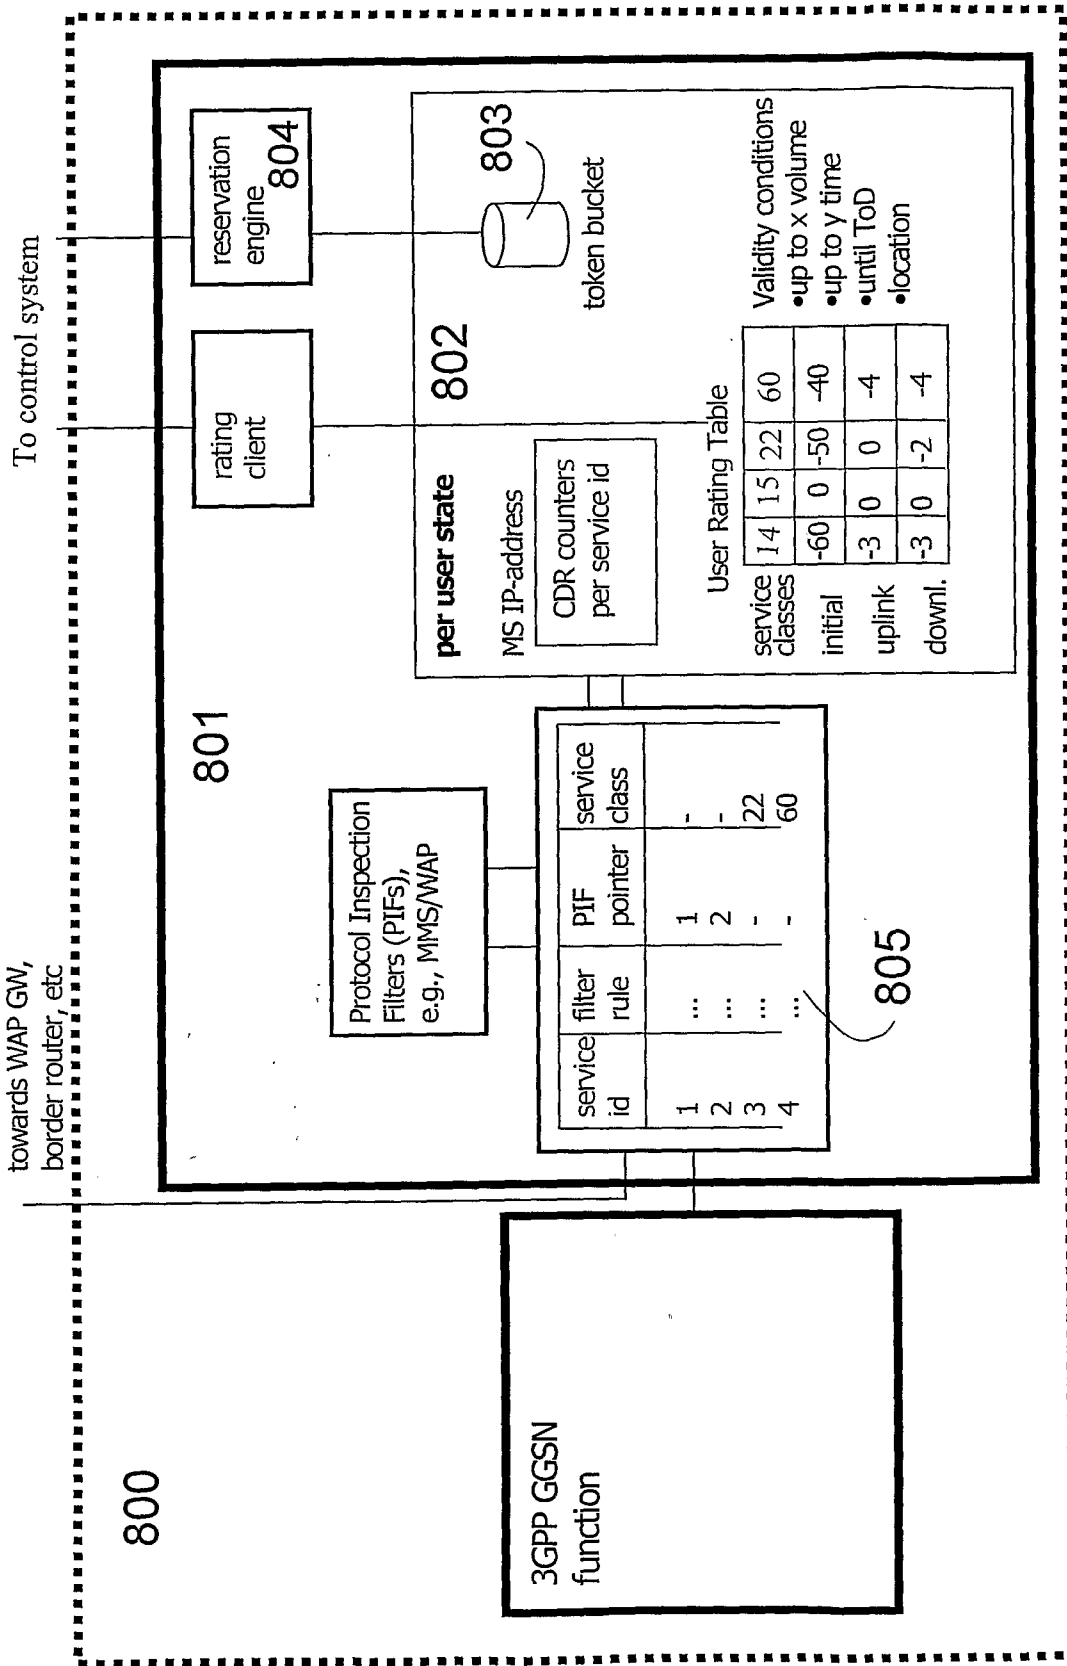 To control system
towards WAP GW,
border router, etc
800
801
reservation
engine
804
rating
client
802
803
token bucket
per user state
MS IP-address
CDR counters
per service id
User Rating Table
service classes 14 15 22 60
initial -60 0 -50 -40
uplink -3 0 0 -4
downl. -3 0 -2 -4
Validity conditions
•up to x volume
•up to y time
•until ToD
•location
Protocol Inspection
Filters (PIFs),
e.g., MMS/WAP
service id filter rule PIF pointer service class
1 ... 1 -
2 ... 2 -
3 ... - 22
4 ... - 60
805
3GPP GGSN
function